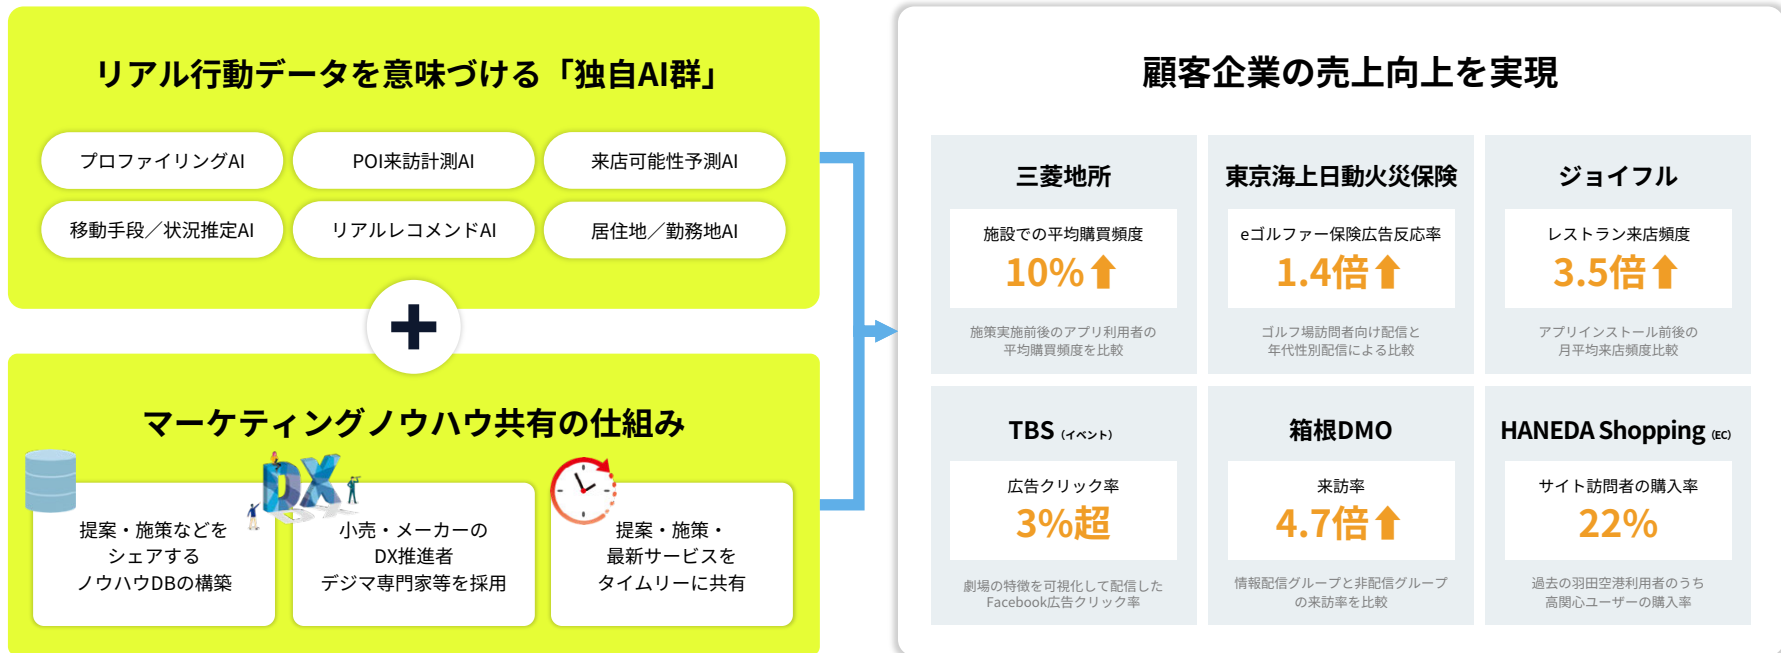 リアル行動データを意味づける「独自AI群」
プロファイリングAI
POI来訪計測AI
来店可能性予測AI
移動手段／状況推定AI
リアルレコメンドAI
居住地／勤務地AI
マーケティングノウハウ共有の仕組み
DX
提案・施策などを
シェアする
ノウハウDBの構築
小売・メーカーの
DX推進者
デジマ専門家等を採用
提案・施策・
最新サービスを
タイムリーに共有
顧客企業の売上向上を実現
三菱地所
施設での平均購買頻度
10%
施策実施前後のアプリ利用者の
平均購買頻度を比較
東京海上日動火災保険
eゴルファー保険広告反応率
1.4倍
ゴルフ場訪問者向け配信と
年代性別配信による比較
ジョイフル
レストラン来店頻度
3.5倍
アプリインストール前後の
月平均来店頻度比較
TBS（イベント）
広告クリック率
3%超
劇場の特徴を可視化して配信した
Facebook広告クリック率
箱根DMO
来訪率
4.7倍
情報配信グループと非配信グループ
の来訪率を比較
HANEDA Shopping（EC）
サイト訪問者の購入率
22%
過去の羽田空港利用者のうち
高関心ユーザーの購入率